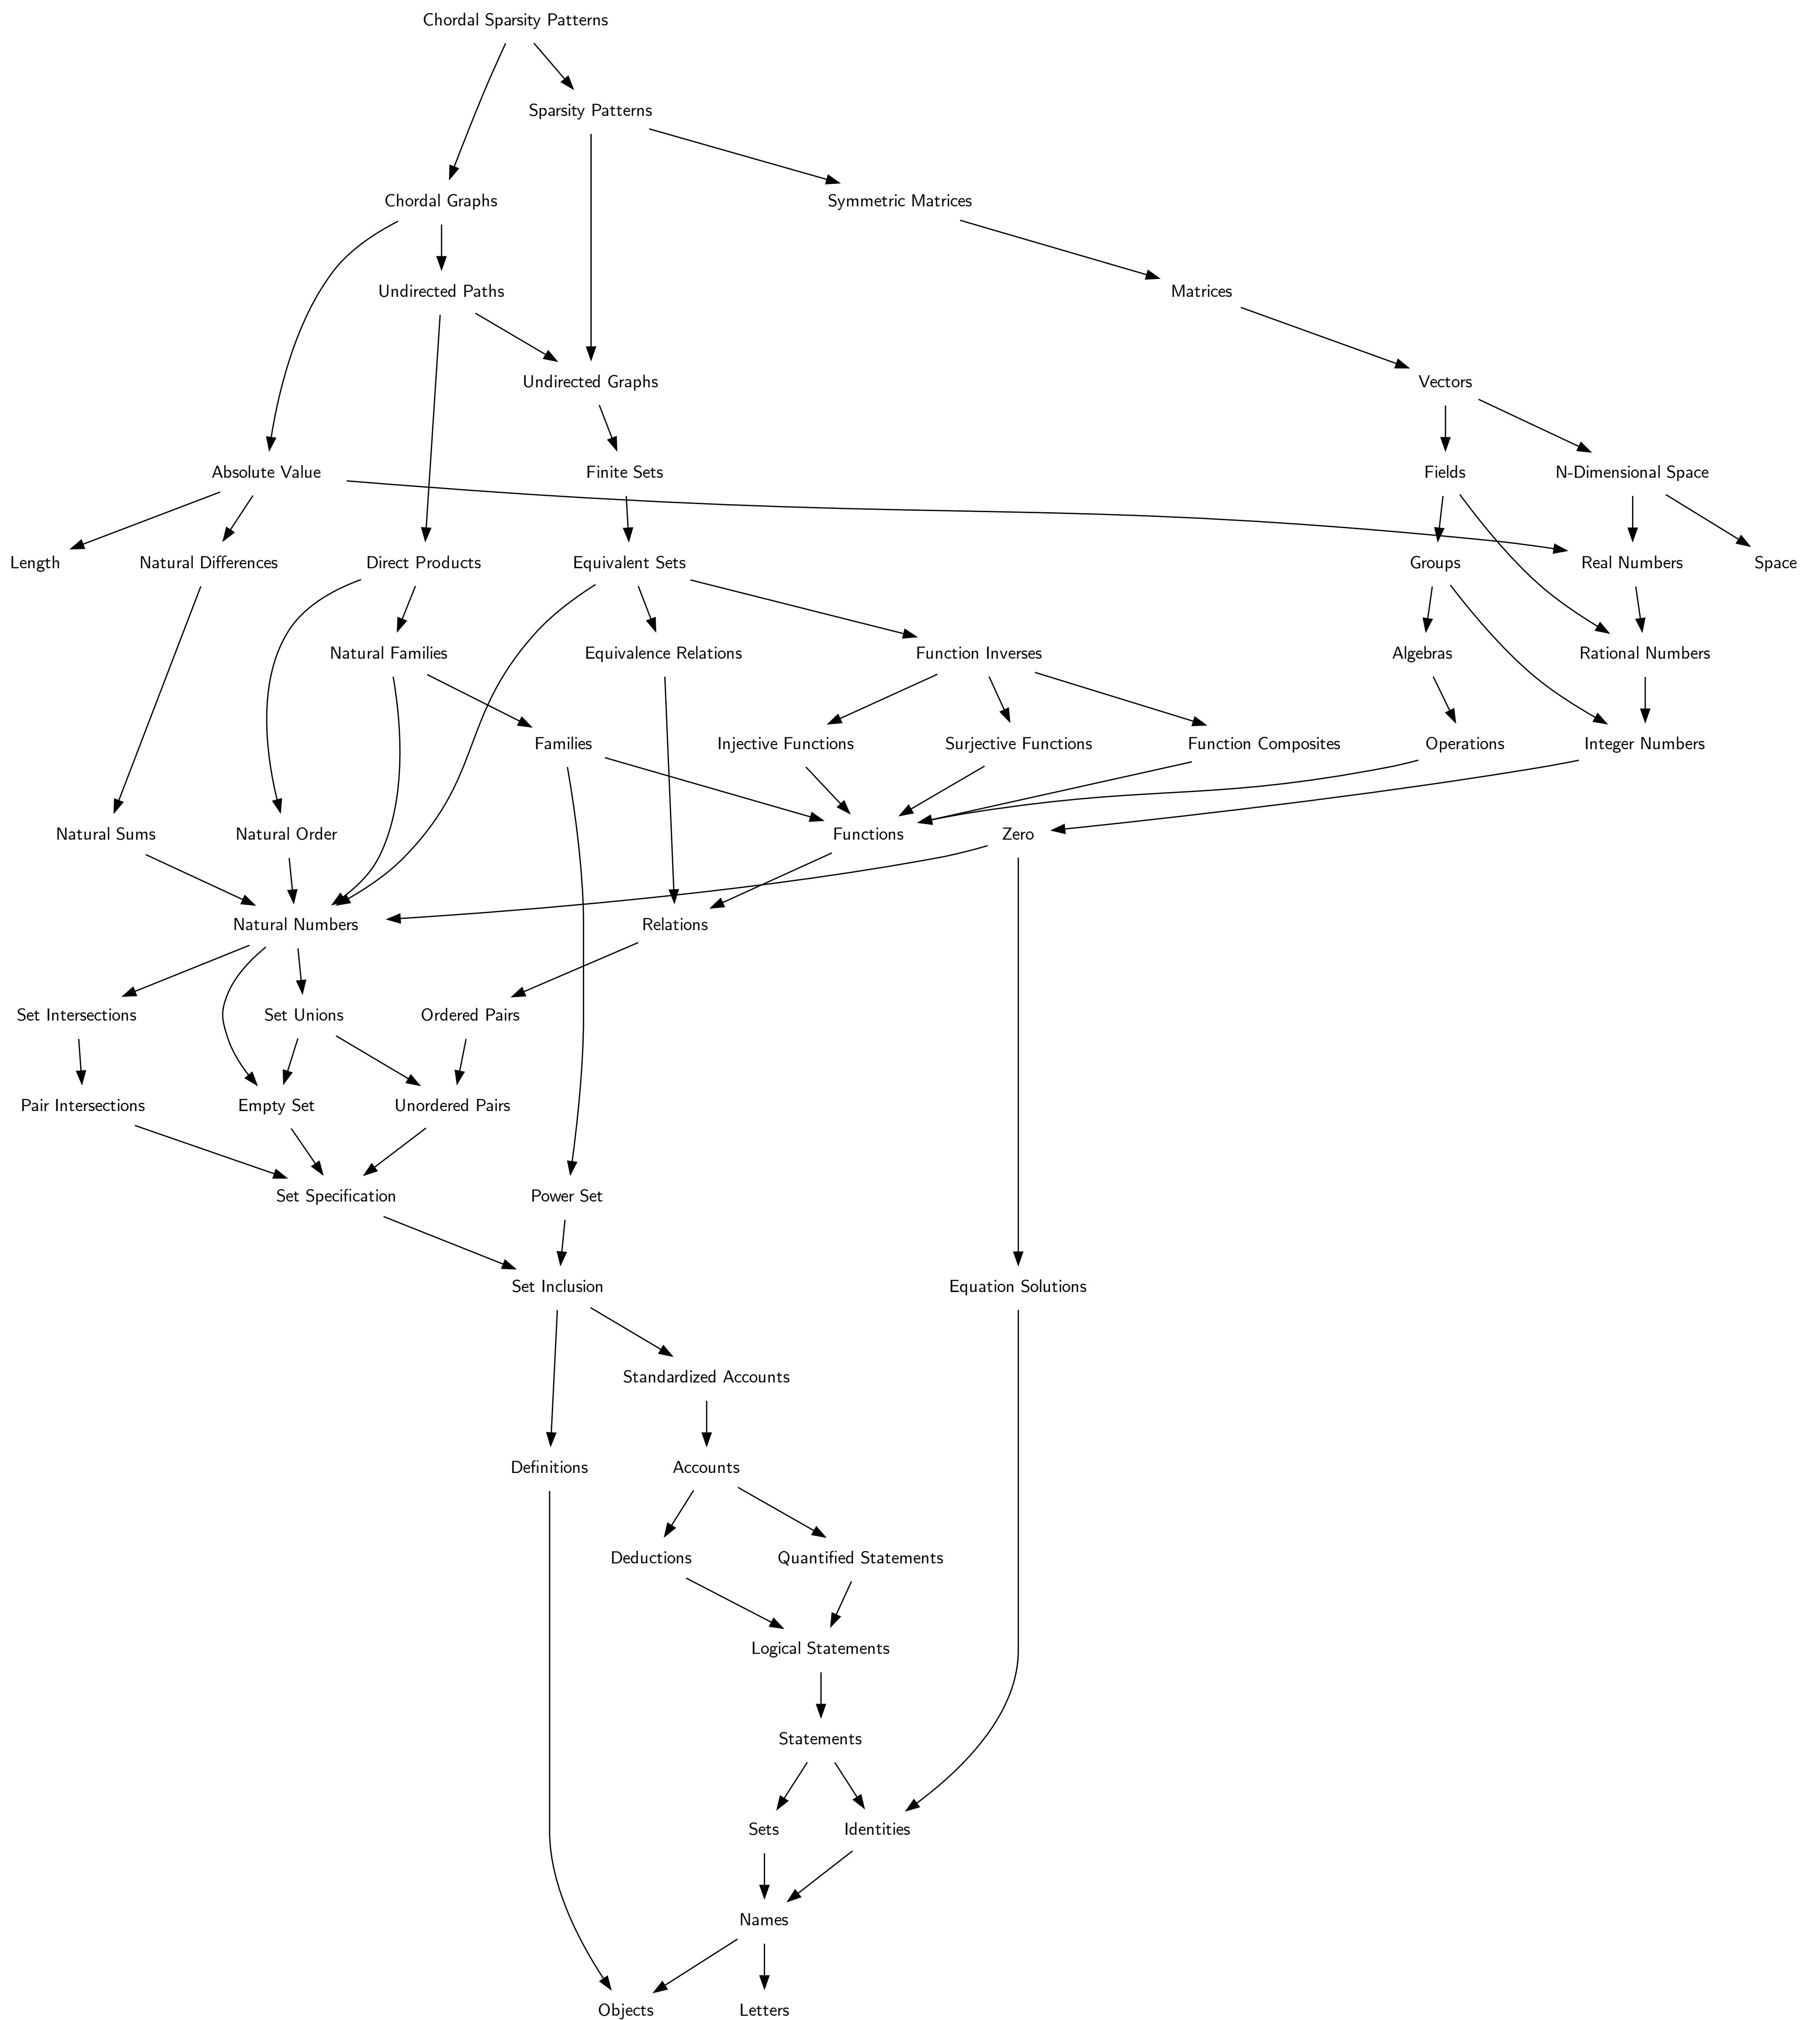 Chordal Sparsity Patterns
Sparsity Patterns
Chordal Graphs
Symmetric Matrices
Undirected Paths
Matrices
Undirected Graphs
Vectors
Absolute Value
Finite Sets
Fields
N-Dimensional Space
Length
Natural Differences
Direct Products
Equivalent Sets
Groups
Real Numbers
Space
Natural Families
Equivalence Relations
Function Inverses
Algebras
Rational Numbers
Families
Injective Functions
Surjective Functions
Function Composites
Operations
Integer Numbers
Natural Sums
Natural Order
Functions
Zero
Natural Numbers
Relations
Set Intersections
Set Unions
Ordered Pairs
Pair Intersections
Empty Set
Unordered Pairs
Set Specification
Power Set
Set Inclusion
Equation Solutions
Standardized Accounts
Definitions
Accounts
Deductions
Quantified Statements
Logical Statements
Statements
Sets
Identities
Names
Objects
Letters